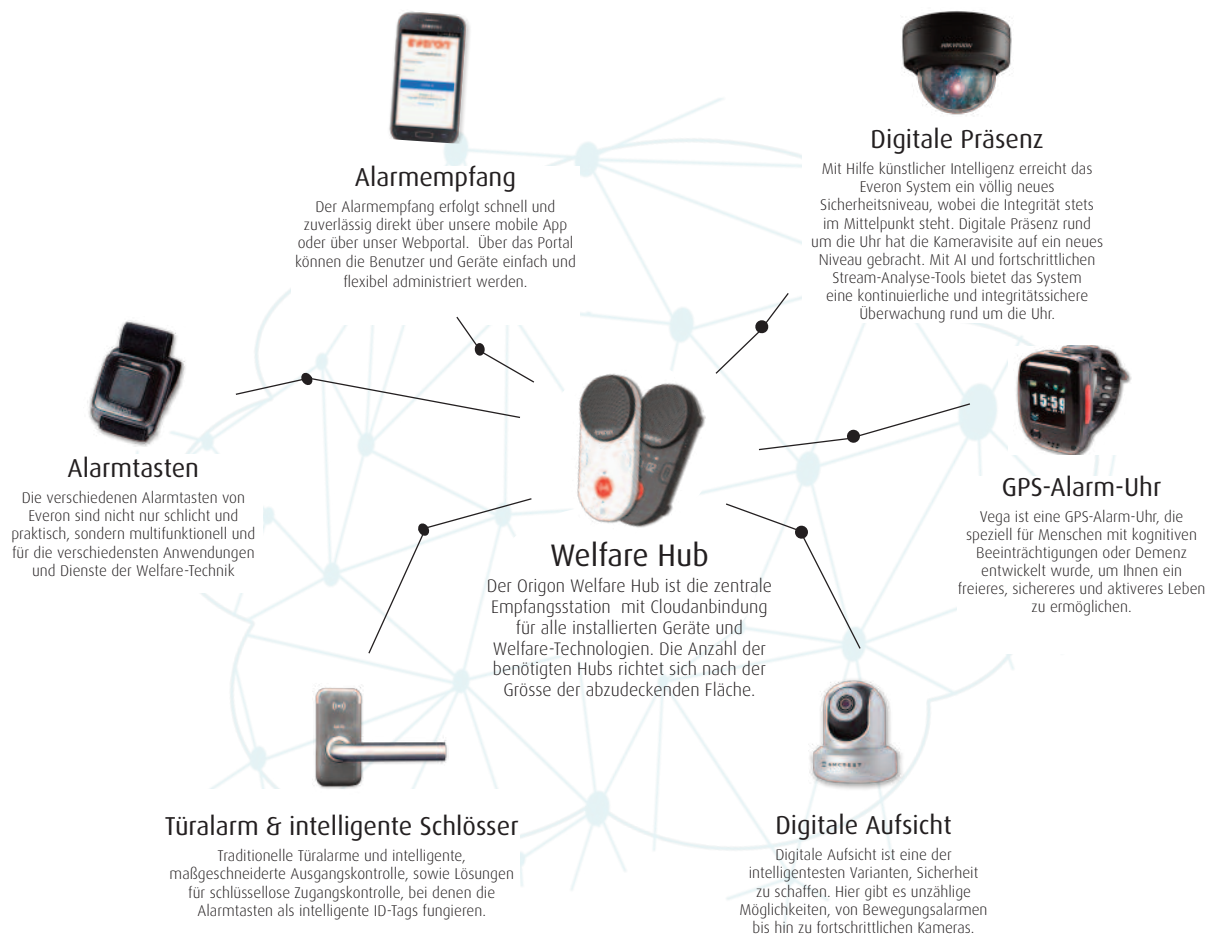 everon
HIKVISION
Digitale Präsenz
Mit Hilfe künstlicher Intelligenz erreicht das
Everon System ein völlig neues
Sicherheitsniveau, wobei die Integrität stets
im Mittelpunkt steht. Digitale Präsenz rund
um die Uhr hat die Kameravisite auf ein neues
Niveau gebracht. Mit AI und fortschrittlichen
Stream-Analyse-Tools bietet das System
eine kontinuierliche und integritätssichere
Überwachung rund um die Uhr.
Alarmempfang
Der Alarmempfang erfolgt schnell und
zuverlässig direkt über unsere mobile App
oder über unser Webportal. Über das Portal
können die Benutzer und Geräte einfach und
flexibel administriert werden.
Alarmtasten
Die verschiedenen Alarmtasten von
Everon sind nicht nur schlicht und
praktisch, sondern multifunktionell und
für die verschiedensten Anwendungen
und Dienste der Welfare-Technik
15:59
GPS-Alarm-Uhr
Vega ist eine GPS-Alarm-Uhr, die
speziell für Menschen mit kognitiven
Beeinträchtigungen oder Demenz
entwickelt wurde, um Ihnen ein
freieres, sichereres und aktiveres Leben
zu ermöglichen.
Welfare Hub
Der Origon Welfare Hub ist die zentrale
Empfangsstation mit Cloudanbindung
für alle installierten Geräte und
Welfare-Technologien. Die Anzahl der
benötigten Hubs richtet sich nach der
Grösse der abzudeckenden Fläche.
Türalarm & intelligente Schlösser
Traditionelle Türalarme und intelligente,
maßgeschneiderte Ausgangskontrolle, sowie Lösungen
für schlüssellose Zugangskontrolle, bei denen die
Alarmtasten als intelligente ID-Tags fungieren.
AMCREST
Digitale Aufsicht
Digitale Aufsicht ist eine der
intelligentesten Varianten, Sicherheit
zu schaffen. Hier gibt es unzählige
Möglichkeiten, von Bewegungsalarmen
bis hin zu fortschrittlichen Kameras.